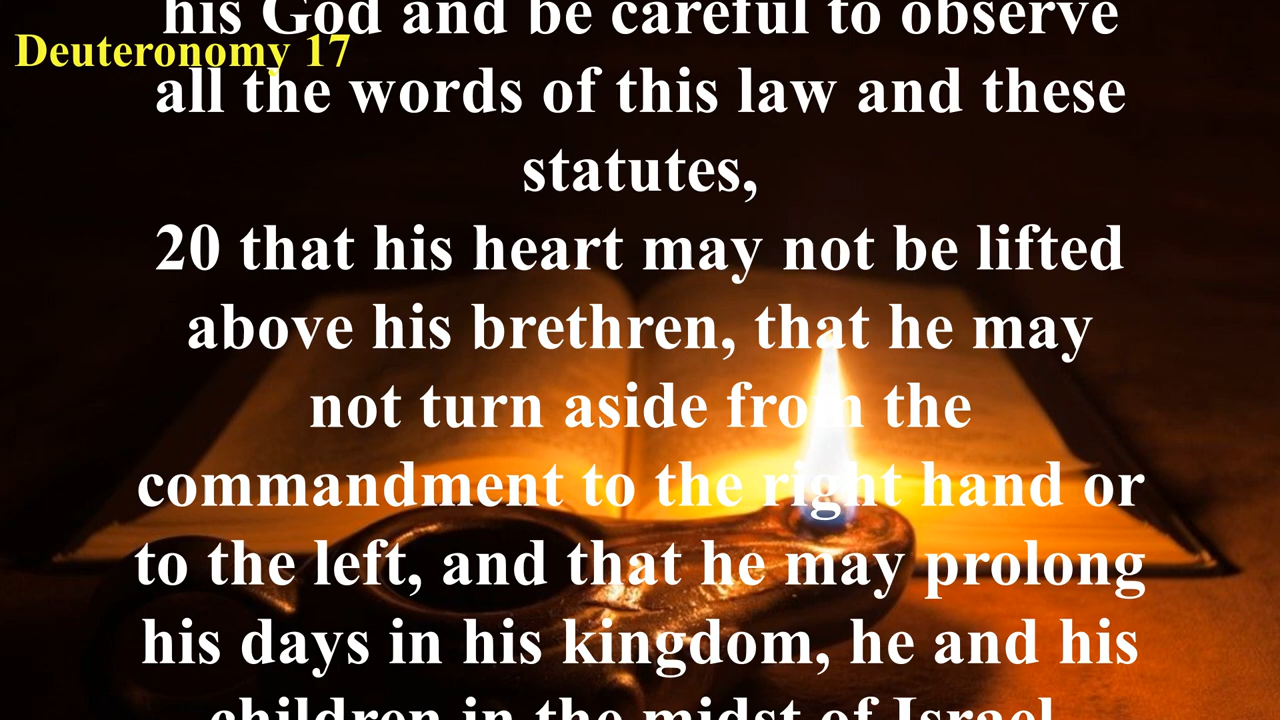 his God and be careful to observe
Deuteronomy 17
all the words of this law and these
statutes,
20 that his heart may not be lifted
above his brethren, that he may
not turn aside from the
commandment to the right hand or
to the left, and that he may prolong
his days in his kingdom, he and his
children in the midst of Israel